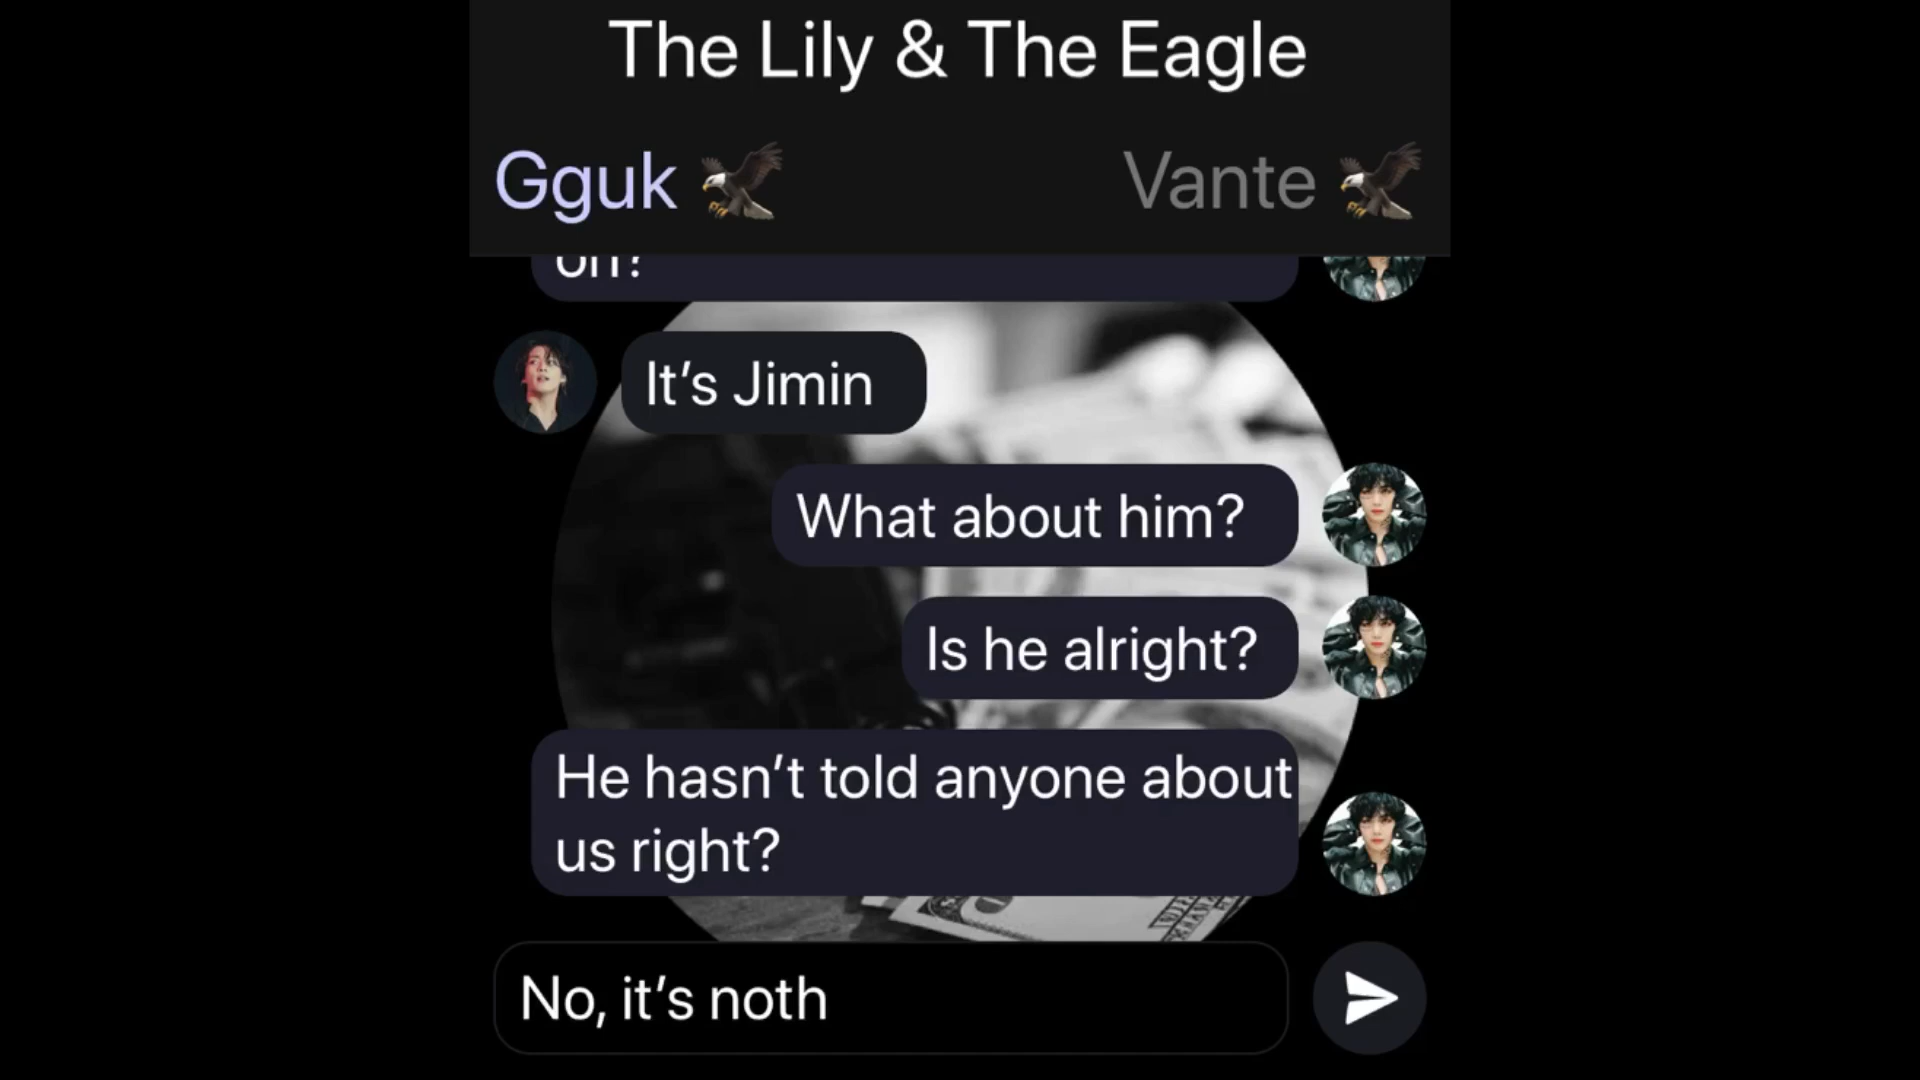 The Lily & The Eagle
Gguk
Vante
on?
It’s Jimin
What about him?
Is he alright?
He hasn’t told anyone about
us right?
No, it’s noth